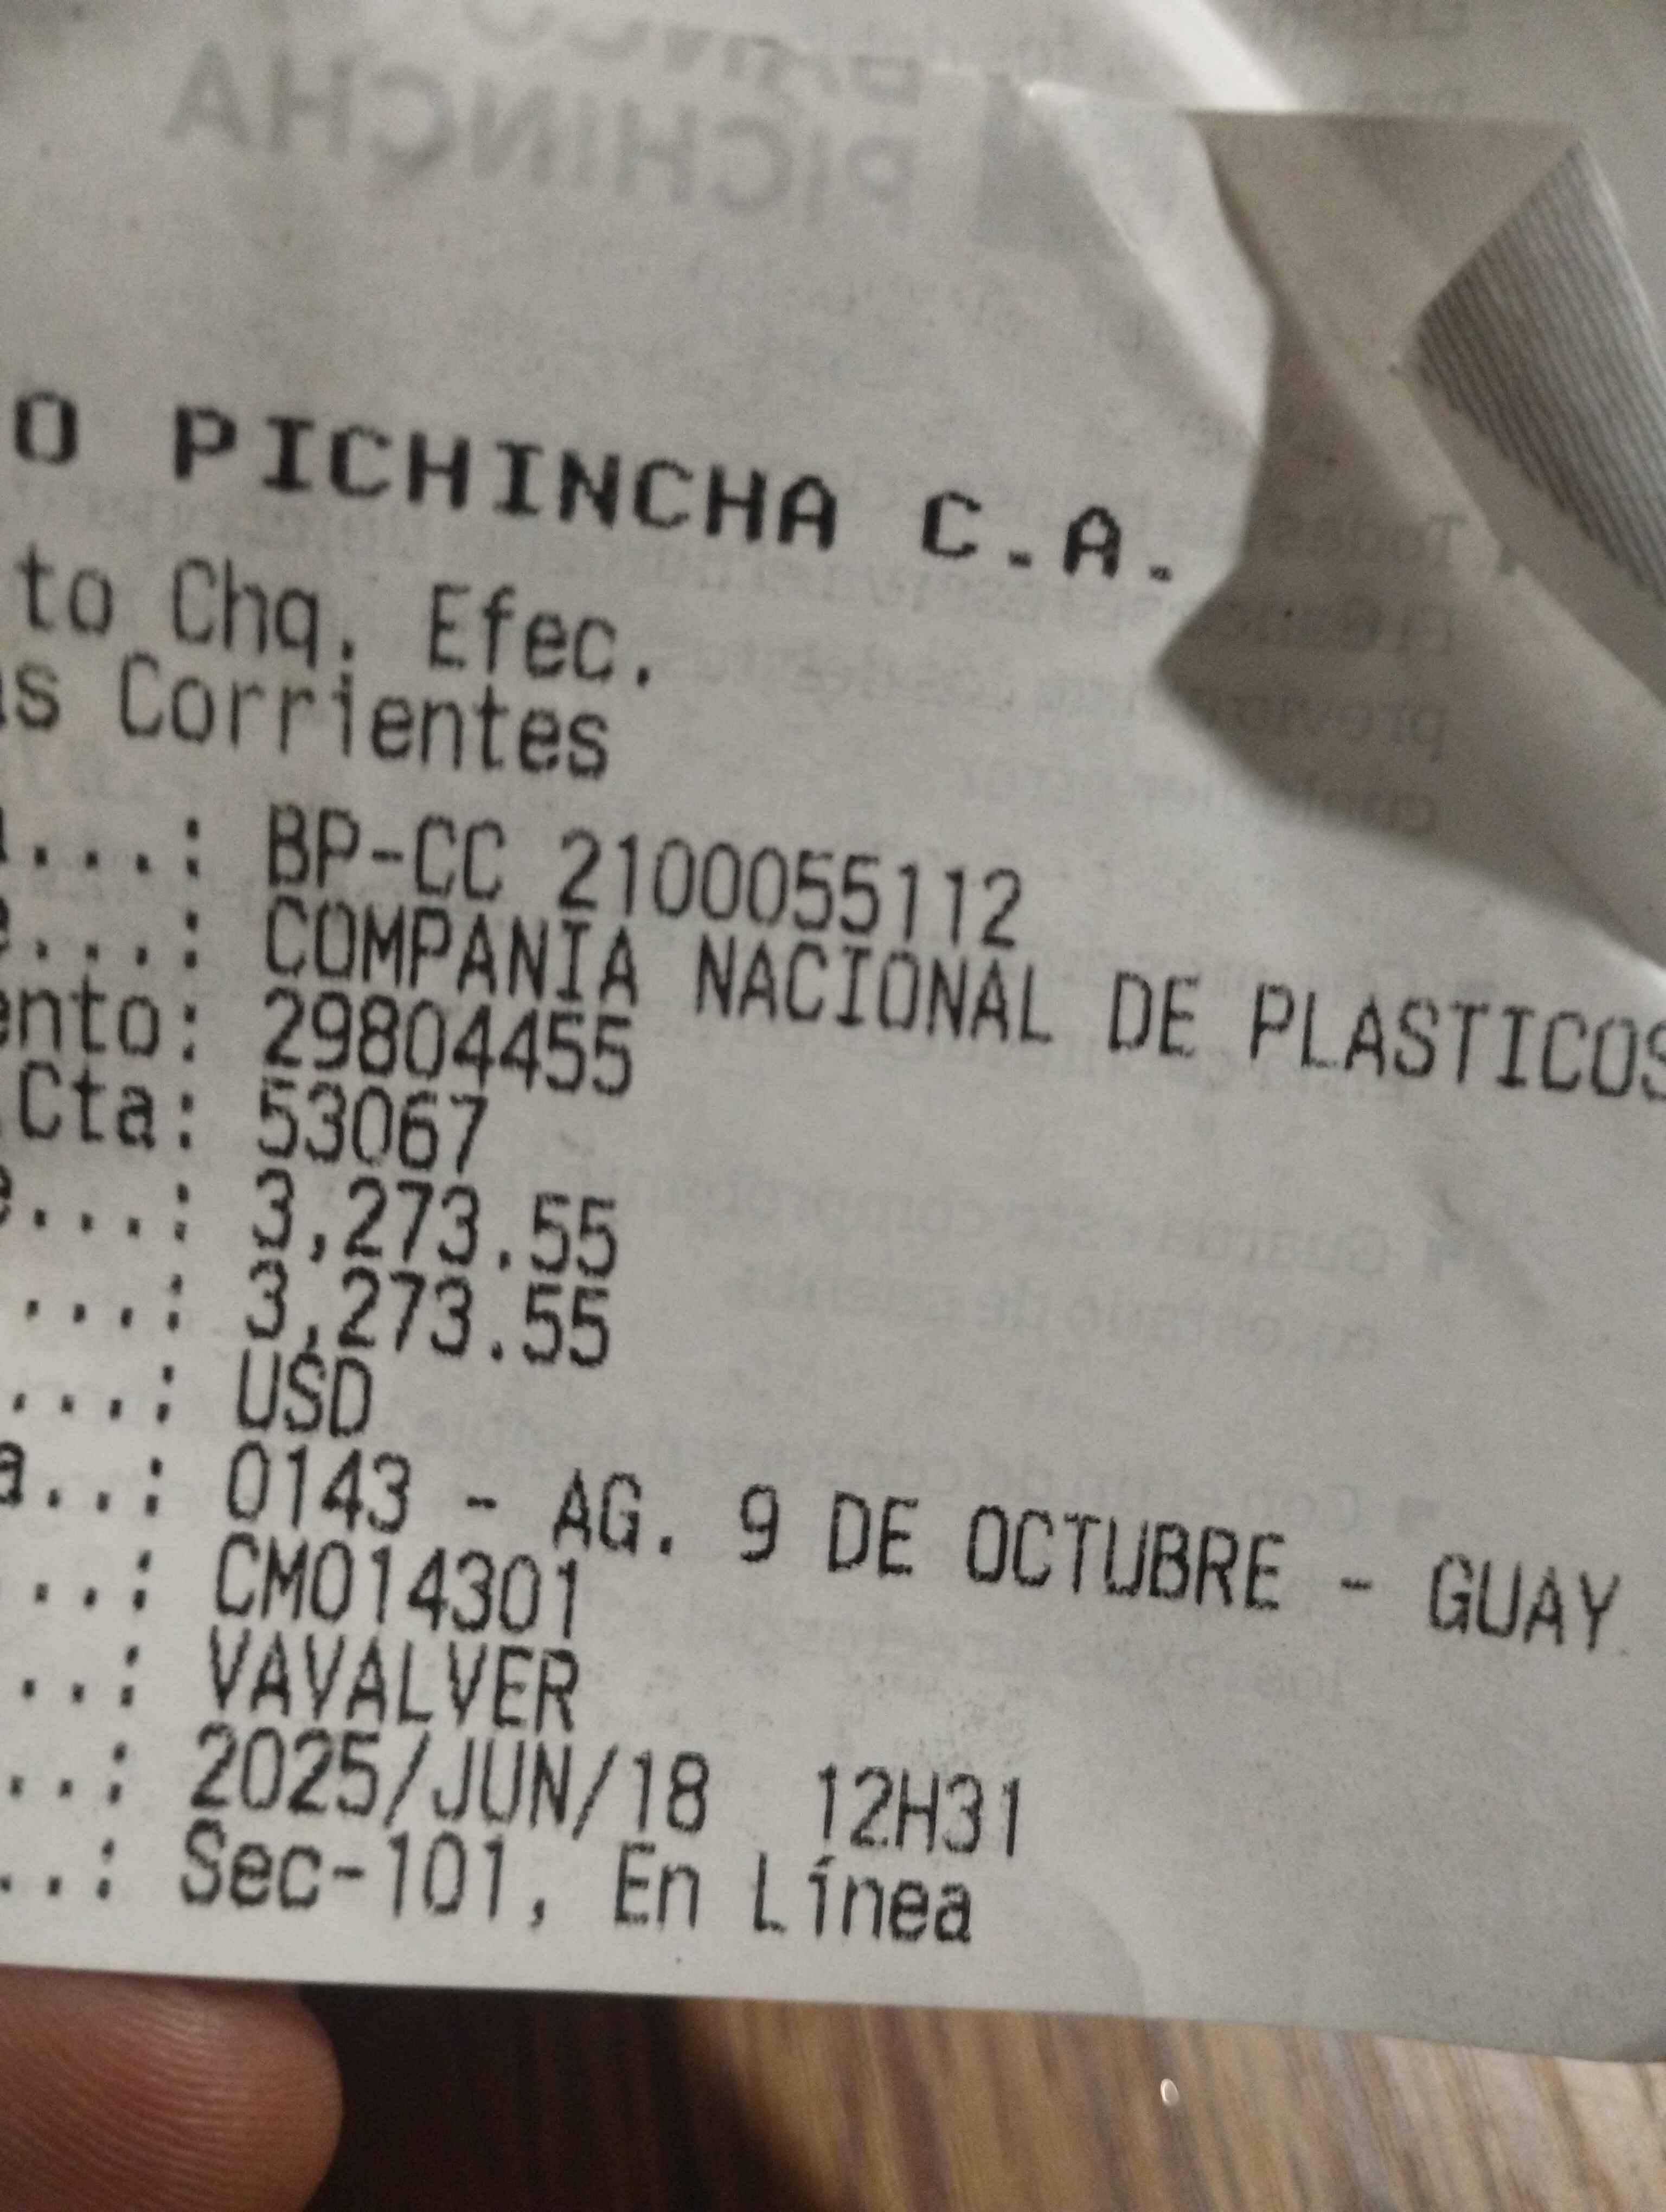 PICHINCHA
O PICHINCHA C.A.
to Chq. Efec.
as Corrientes
...: BP-CC 2100055112
e...: COMPANIA NACIONAL DE PLASTICOS
ento: 29804455
.Cta: 53067
e...: 3,273.55
...: 3,273.55
...: USD
a..: 0143 - AG. 9 DE OCTUBRE - GUAY
...: CM014301
..: VAVALVER
..: 2025/JUN/18 12H31
..: Sec-101, En Línea